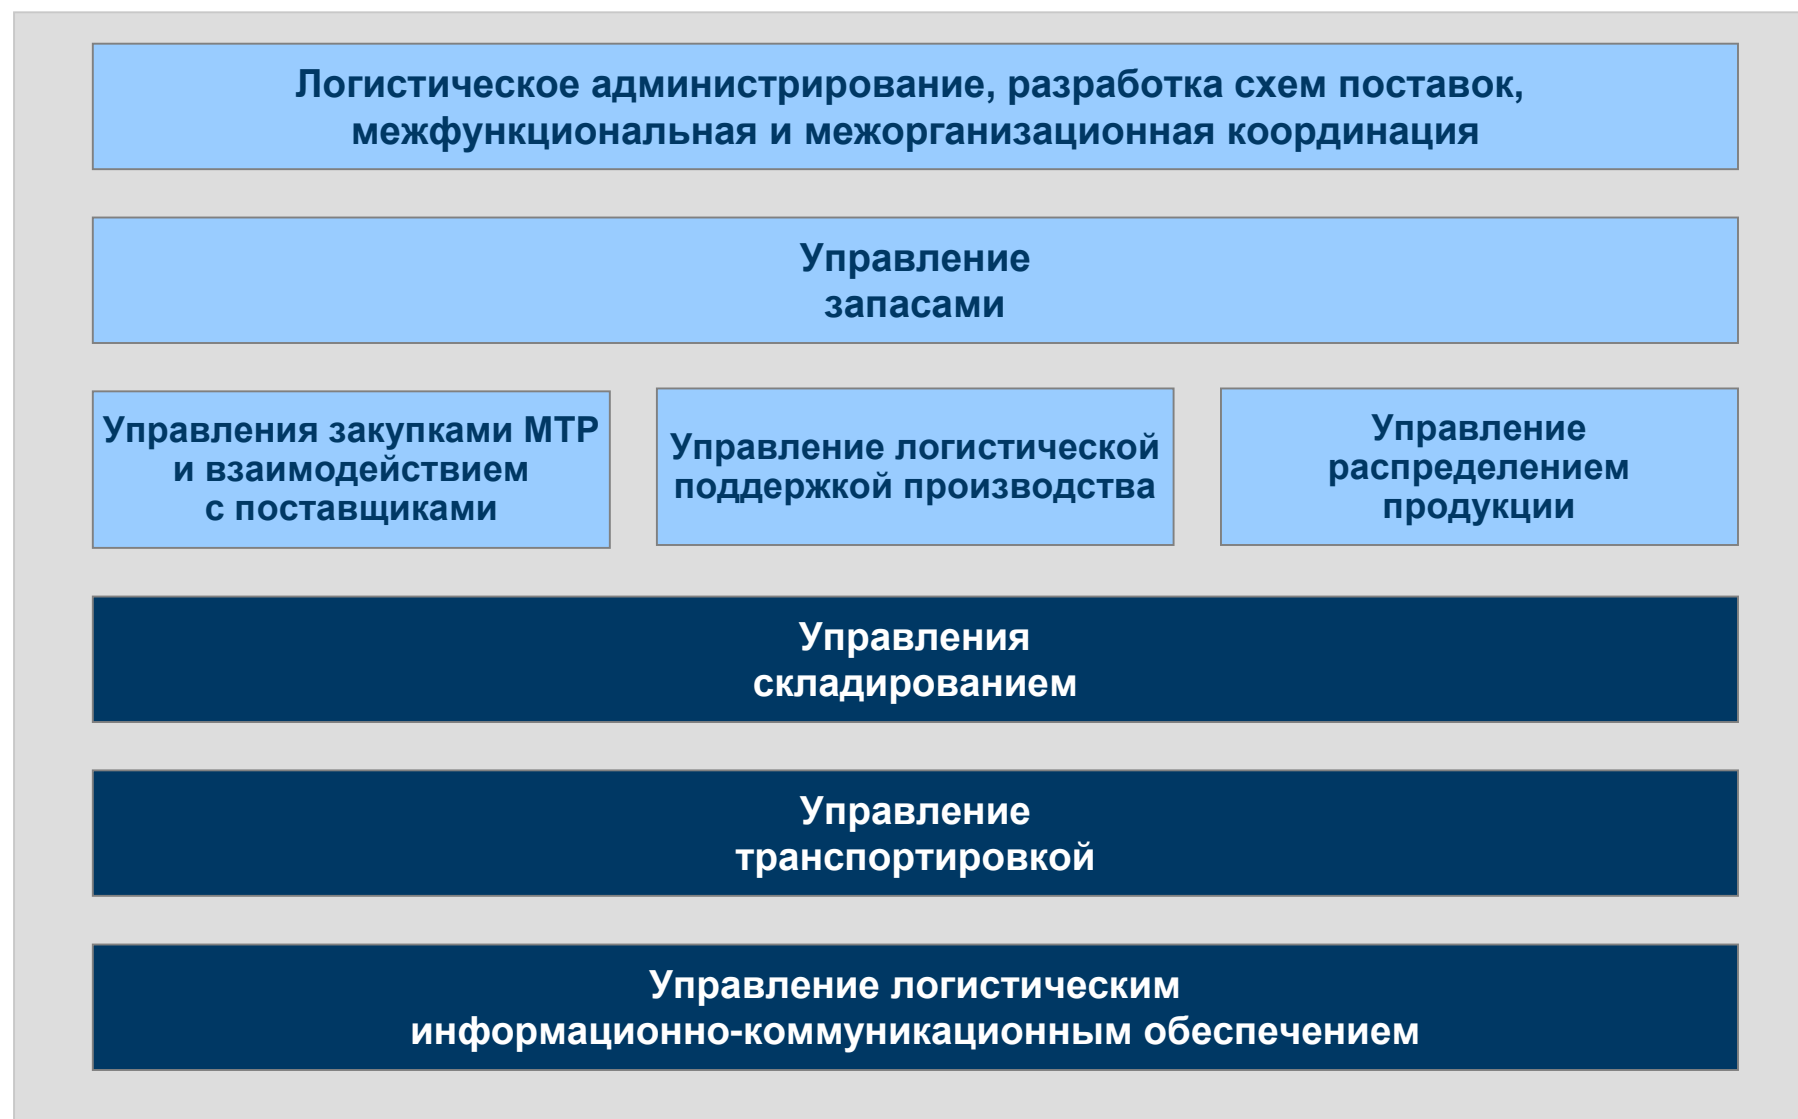 Логистическое администрирование, разработка схем поставок,
межфункциональная и межорганизационная координация
Управление
запасами
Управления закупками МТР
и взаимодействием
с поставщиками
Управление логистической
поддержкой производства
Управление
распределением
продукции
Управления
складированием
Управление
транспортировкой
Управление логистическим
информационно-коммуникационным обеспечением